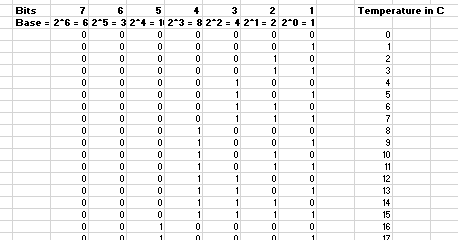 Bits 7 6 5 4 3 2 1 Temperature in C
Base = 2^6 = 6 2^5 = 3 2^4 = 1 2^3 = 8 2^2 = 4 2^1 = 2 2^0 = 1
0 0 0 0 0 0 0 0
0 0 0 0 0 0 1 1
0 0 0 0 0 1 0 2
0 0 0 0 0 1 1 3
0 0 0 0 1 0 0 4
0 0 0 0 1 0 1 5
0 0 0 0 1 1 0 6
0 0 0 0 1 1 1 7
0 0 0 1 0 0 0 8
0 0 0 1 0 0 1 9
0 0 0 1 0 1 0 10
0 0 0 1 0 1 1 11
0 0 0 1 1 0 0 12
0 0 0 1 1 0 1 13
0 0 0 1 1 1 0 14
0 0 0 1 1 1 1 15
0 0 1 0 0 0 0 16
0 0 1 0 0 0 1 17